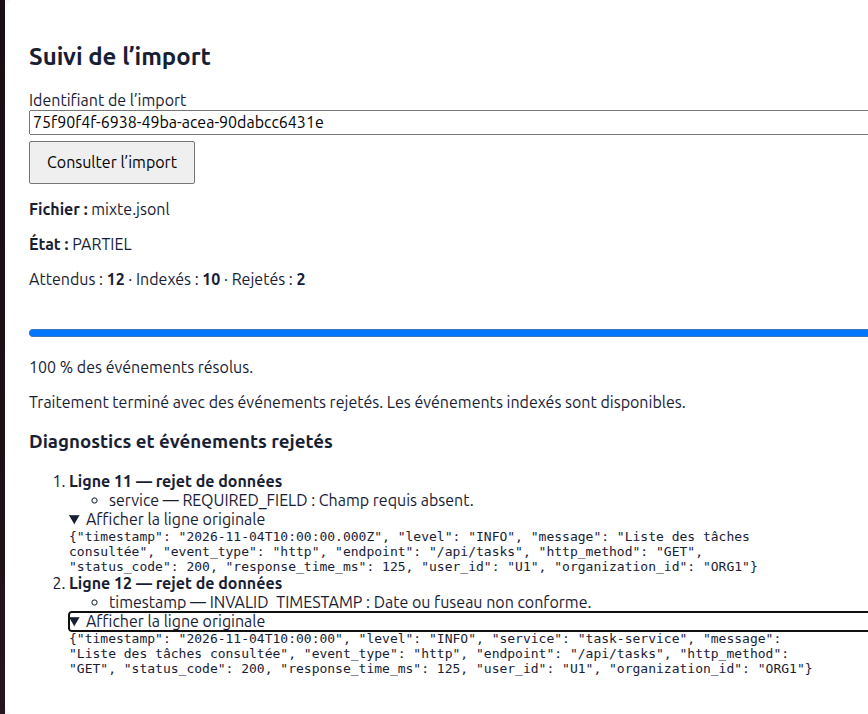 Suivi de l’import
Identifiant de l’import
75f90f4f-6938-49ba-acea-90dabcc6431e
Consulter l’import
Fichier : mixte.jsonl
État : PARTIEL
Attendus : 12 · Indexés : 10 · Rejetés : 2
100 % des événements résolus.
Traitement terminé avec des événements rejetés. Les événements indexés sont disponibles.
Diagnostics et événements rejetés
1. Ligne 11 — rejet de données
service — REQUIRED_FIELD : Champ requis absent.
▼ Afficher la ligne originale
{"timestamp": "2026-11-04T10:00:00.000Z", "level": "INFO", "message": "Liste des tâches
consultée", "event_type": "http", "endpoint": "/api/tasks", "http_method": "GET",
"status_code": 200, "response_time_ms": 125, "user_id": "U1", "organization_id": "ORG1"}
2. Ligne 12 — rejet de données
timestamp — INVALID_TIMESTAMP : Date ou fuseau non conforme.
▼ Afficher la ligne originale
{"timestamp": "2026-11-04T10:00:00", "level": "INFO", "service": "task-service", "message":
"Liste des tâches consultée", "event_type": "http", "endpoint": "/api/tasks", "http_method":
"GET", "status_code": 200, "response_time_ms": 125, "user_id": "U1", "organization_id": "ORG1"}